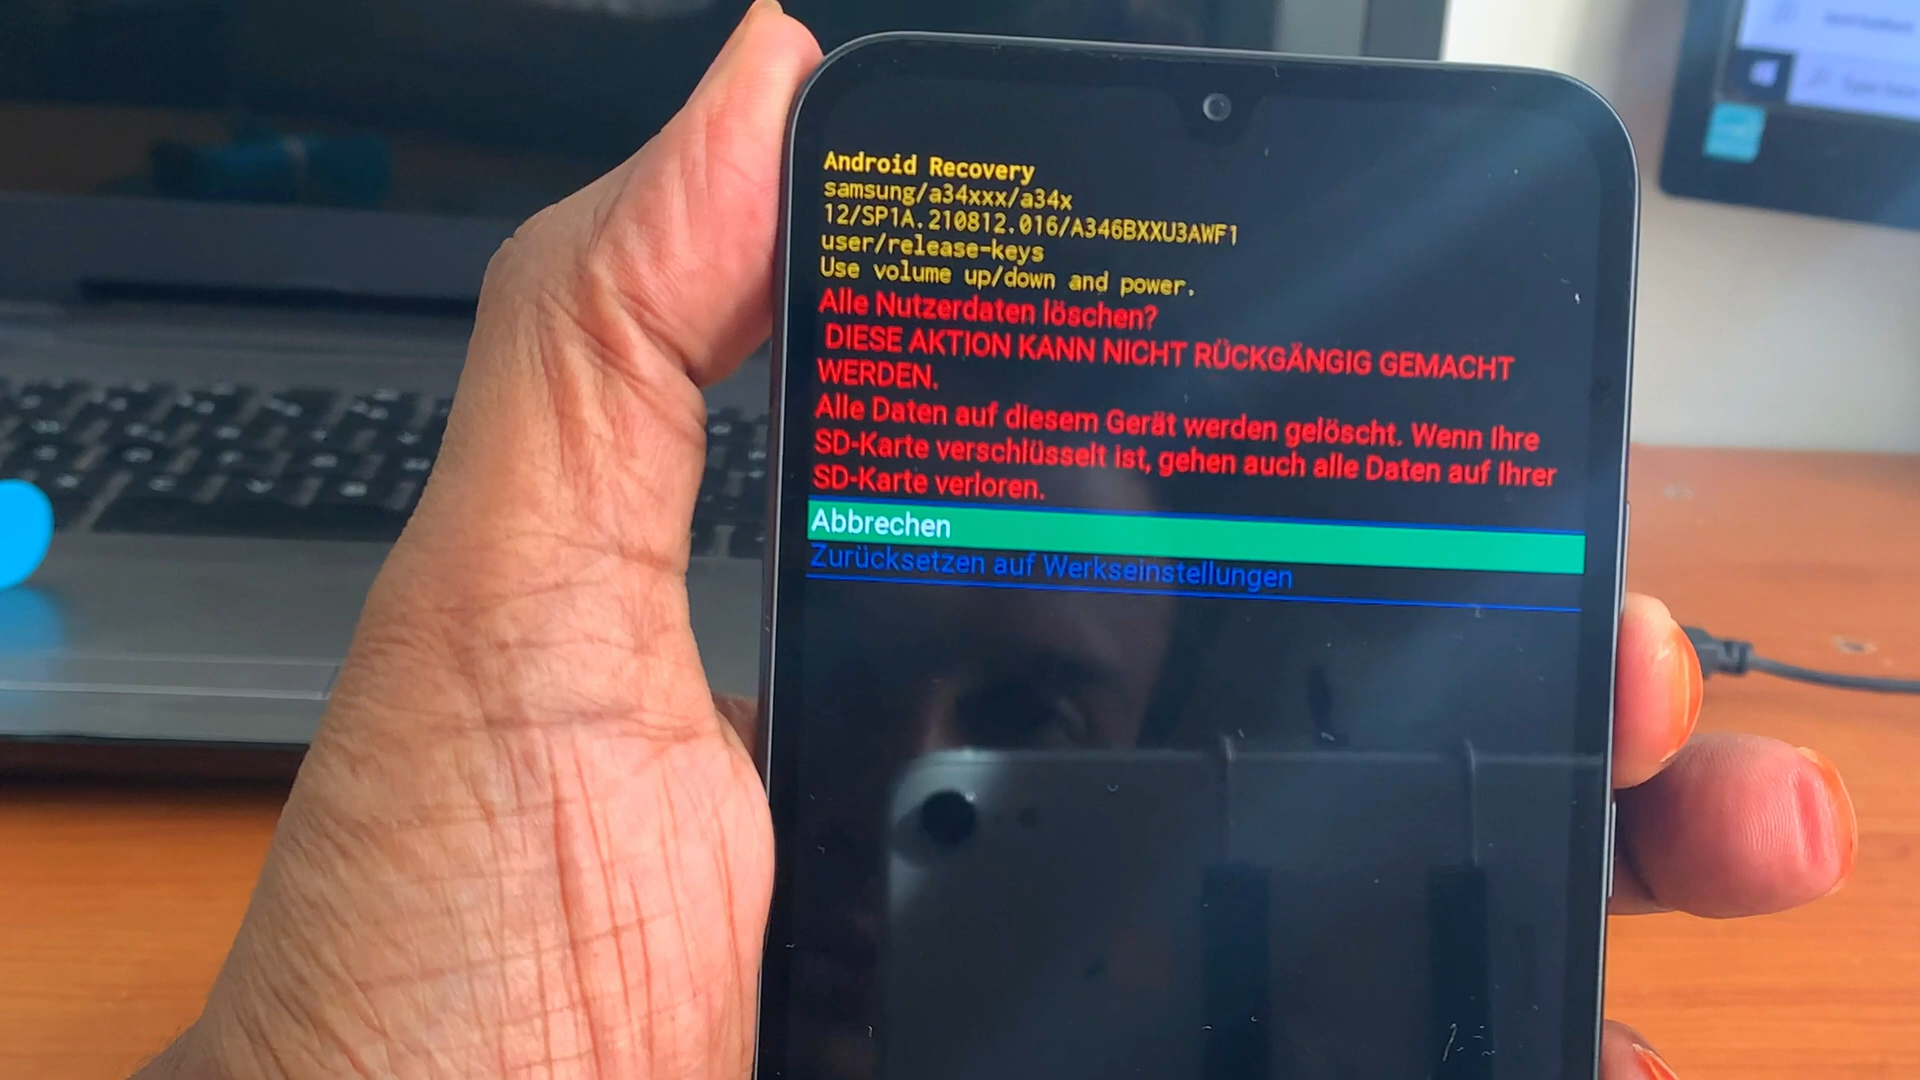 Android Recovery
samsung/a34xxx/a34x
12/SP1A.210812.016/A346BXXU3AWF1
user/release-keys
Use volume up/down and power.
Alle Nutzerdaten löschen?
DIESE AKTION KANN NICHT RÜCKGÄNGIG GEMACHT
WERDEN.
Alle Daten auf diesem Gerät werden gelöscht. Wenn Ihre
SD-Karte verschlüsselt ist, gehen auch alle Daten auf Ihrer
SD-Karte verloren.
Abbrechen
Zurücksetzen auf Werkseinstellungen